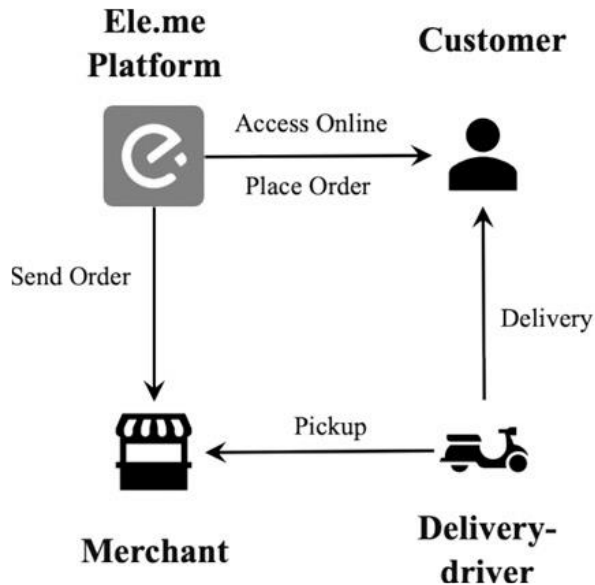 Ele.me
Platform
Customer
Access Online
Place Order
Send Order
Delivery
Pickup
Merchant
Delivery-
driver